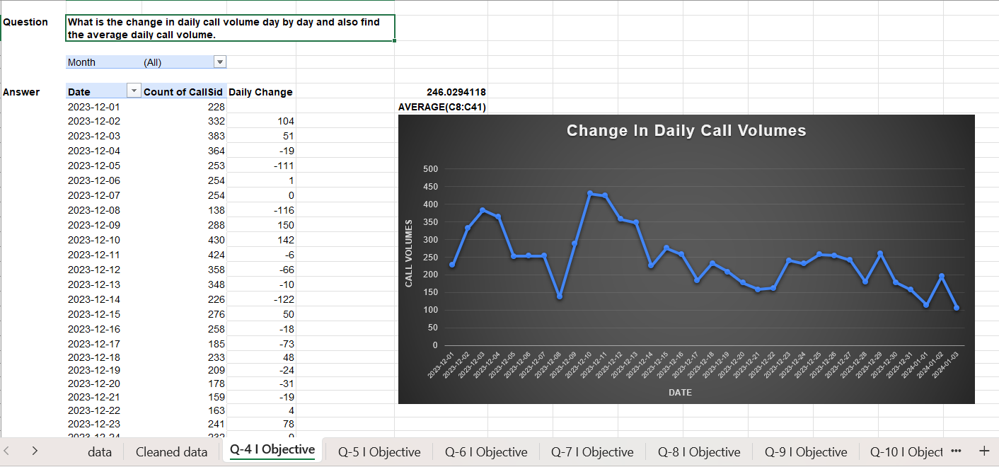 Question
What is the change in daily call volume day by day and also find
the average daily call volume.
Month (All)
Answer
Date Count of CallSid Daily Change
2023-12-01 228
2023-12-02 332 104
2023-12-03 383 51
2023-12-04 364 -19
2023-12-05 253 -111
2023-12-06 254 1
2023-12-07 254 0
2023-12-08 138 -116
2023-12-09 288 150
2023-12-10 430 142
2023-12-11 424 -6
2023-12-12 358 -66
2023-12-13 348 -10
2023-12-14 226 -122
2023-12-15 276 50
2023-12-16 258 -18
2023-12-17 185 -73
2023-12-18 233 48
2023-12-19 209 -24
2023-12-20 178 -31
2023-12-21 159 -19
2023-12-22 163 4
2023-12-23 241 78
2023-12-24 232
246.0294118
AVERAGE(C8:C41)
Change In Daily Call Volumes
CALL VOLUMES
500
450
400
350
300
250
200
150
100
50
0
2023-12-01
2023-12-02
2023-12-03
2023-12-04
2023-12-05
2023-12-06
2023-12-07
2023-12-08
2023-12-09
2023-12-10
2023-12-11
2023-12-12
2023-12-13
2023-12-14
2023-12-15
2023-12-16
2023-12-17
2023-12-18
2023-12-19
2023-12-20
2023-12-21
2023-12-22
2023-12-23
2023-12-24
2023-12-25
2023-12-26
2023-12-27
2023-12-28
2023-12-29
2023-12-30
2023-12-31
2024-01-01
2024-01-02
2024-01-03
DATE
data
Cleaned data
Q-4 I Objective
Q-5 I Objective
Q-6 I Objective
Q-7 I Objective
Q-8 I Objective
Q-9 I Objective
Q-10 I Object